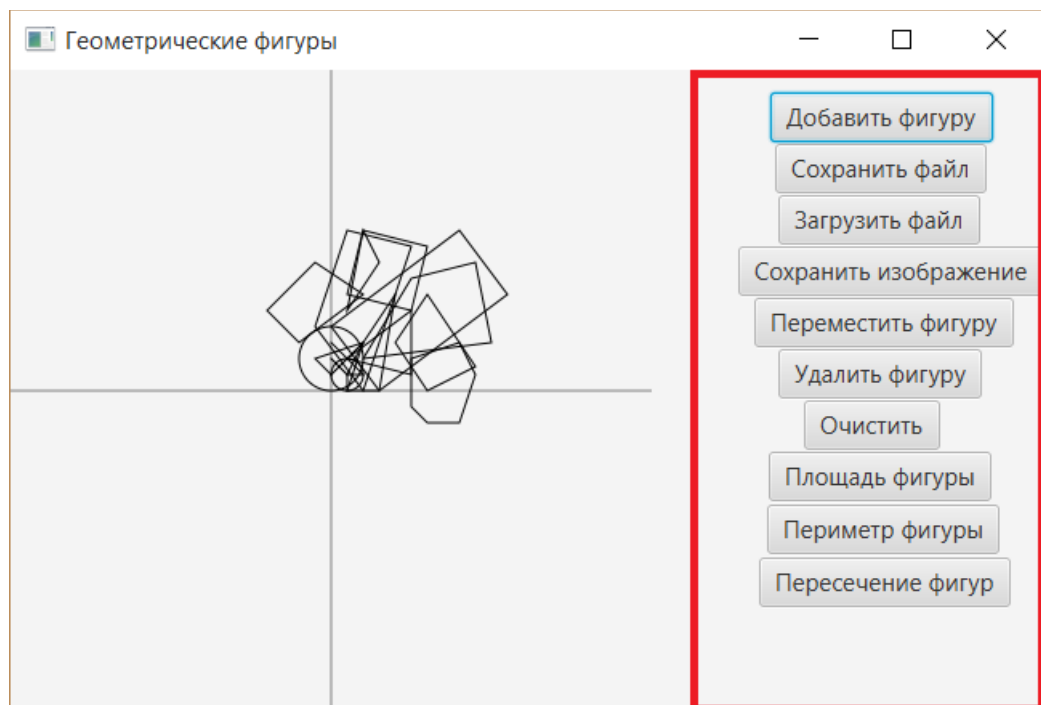 Геометрические фигуры
Добавить фигуру
Сохранить файл
Загрузить файл
Сохранить изображение
Переместить фигуру
Удалить фигуру
Очистить
Площадь фигуры
Периметр фигуры
Пересечение фигур